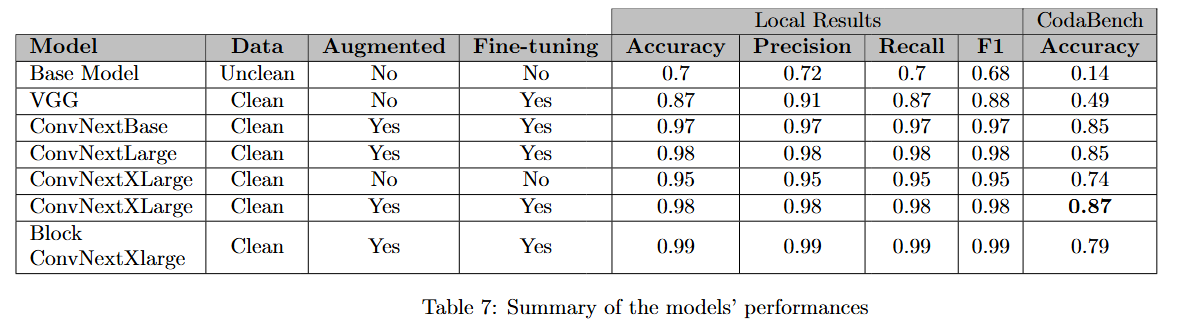 Local Results CodaBench
Model Data Augmented Fine-tuning Accuracy Precision Recall F1 Accuracy
Base Model Unclean No No 0.7 0.72 0.7 0.68 0.14
VGG Clean No Yes 0.87 0.91 0.87 0.88 0.49
ConvNextBase Clean Yes Yes 0.97 0.97 0.97 0.97 0.85
ConvNextLarge Clean Yes Yes 0.98 0.98 0.98 0.98 0.85
ConvNextXLarge Clean No No 0.95 0.95 0.95 0.95 0.74
ConvNextXLarge Clean Yes Yes 0.98 0.98 0.98 0.98 0.87
Block
ConvNextXlarge Clean Yes Yes 0.99 0.99 0.99 0.99 0.79
Table 7: Summary of the models' performances